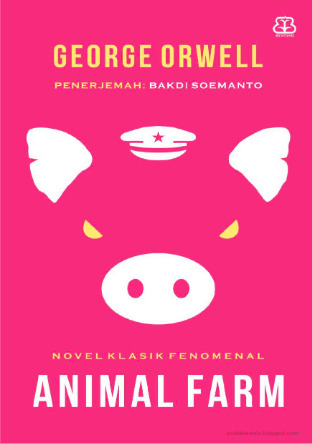 GEORGE ORWELL
PENERJEMAH: BAKDI SOEMANTO
NOVEL KLASIK FENOMENAL
ANIMAL FARM